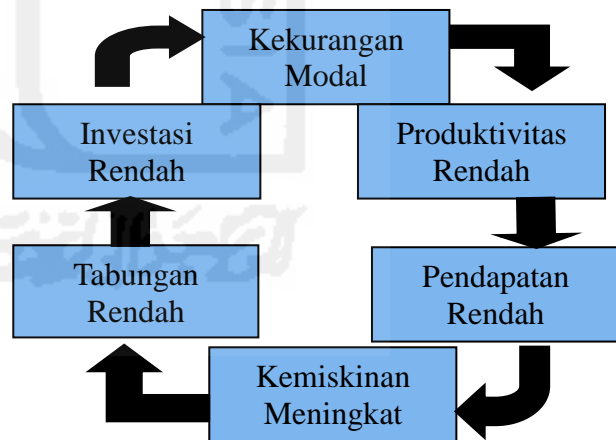 Kekurangan
Modal
Produktivitas
Rendah
Pendapatan
Rendah
Kemiskinan
Meningkat
Tabungan
Rendah
Investasi
Rendah